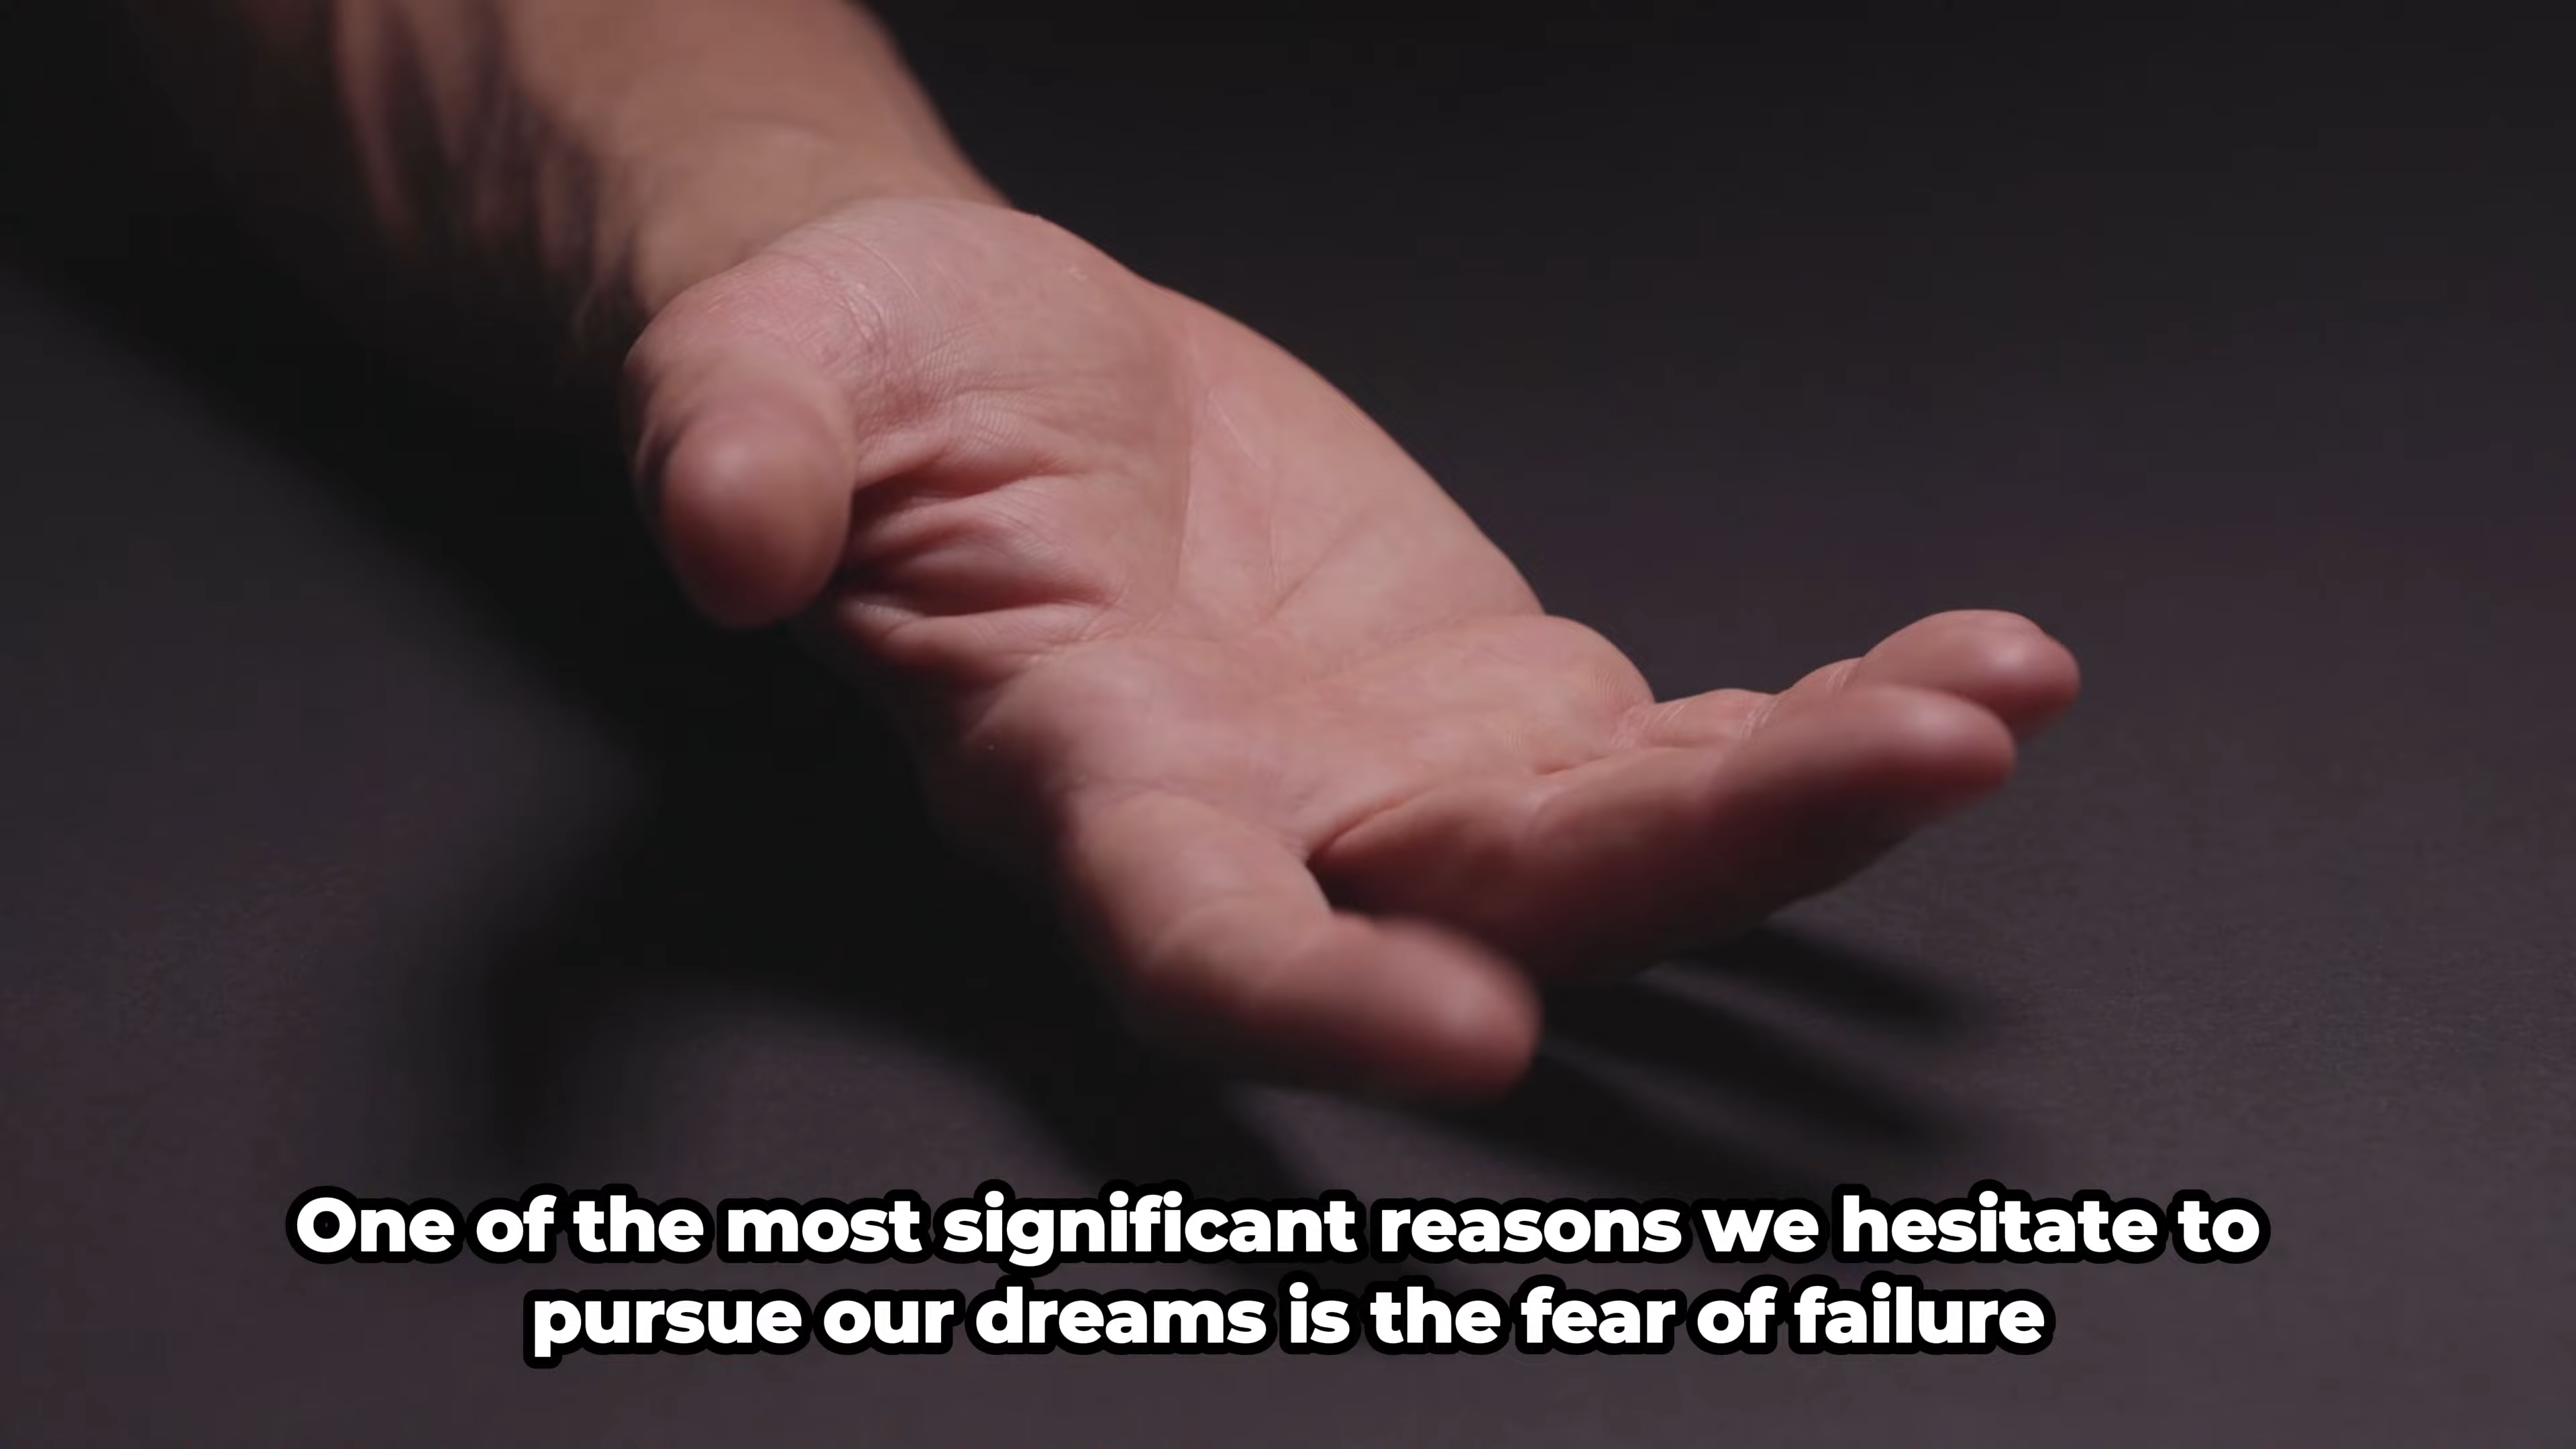 One of the most significant reasons we hesitate to
pursue our dreams is the fear of failure